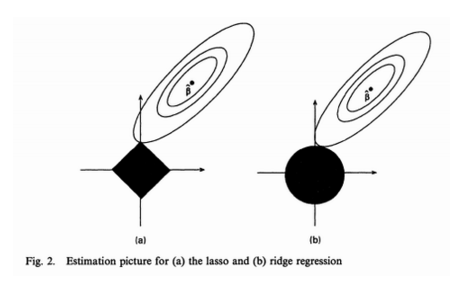 β̂
β̂
(a)
(b)
Fig. 2. Estimation picture for (a) the lasso and (b) ridge regression